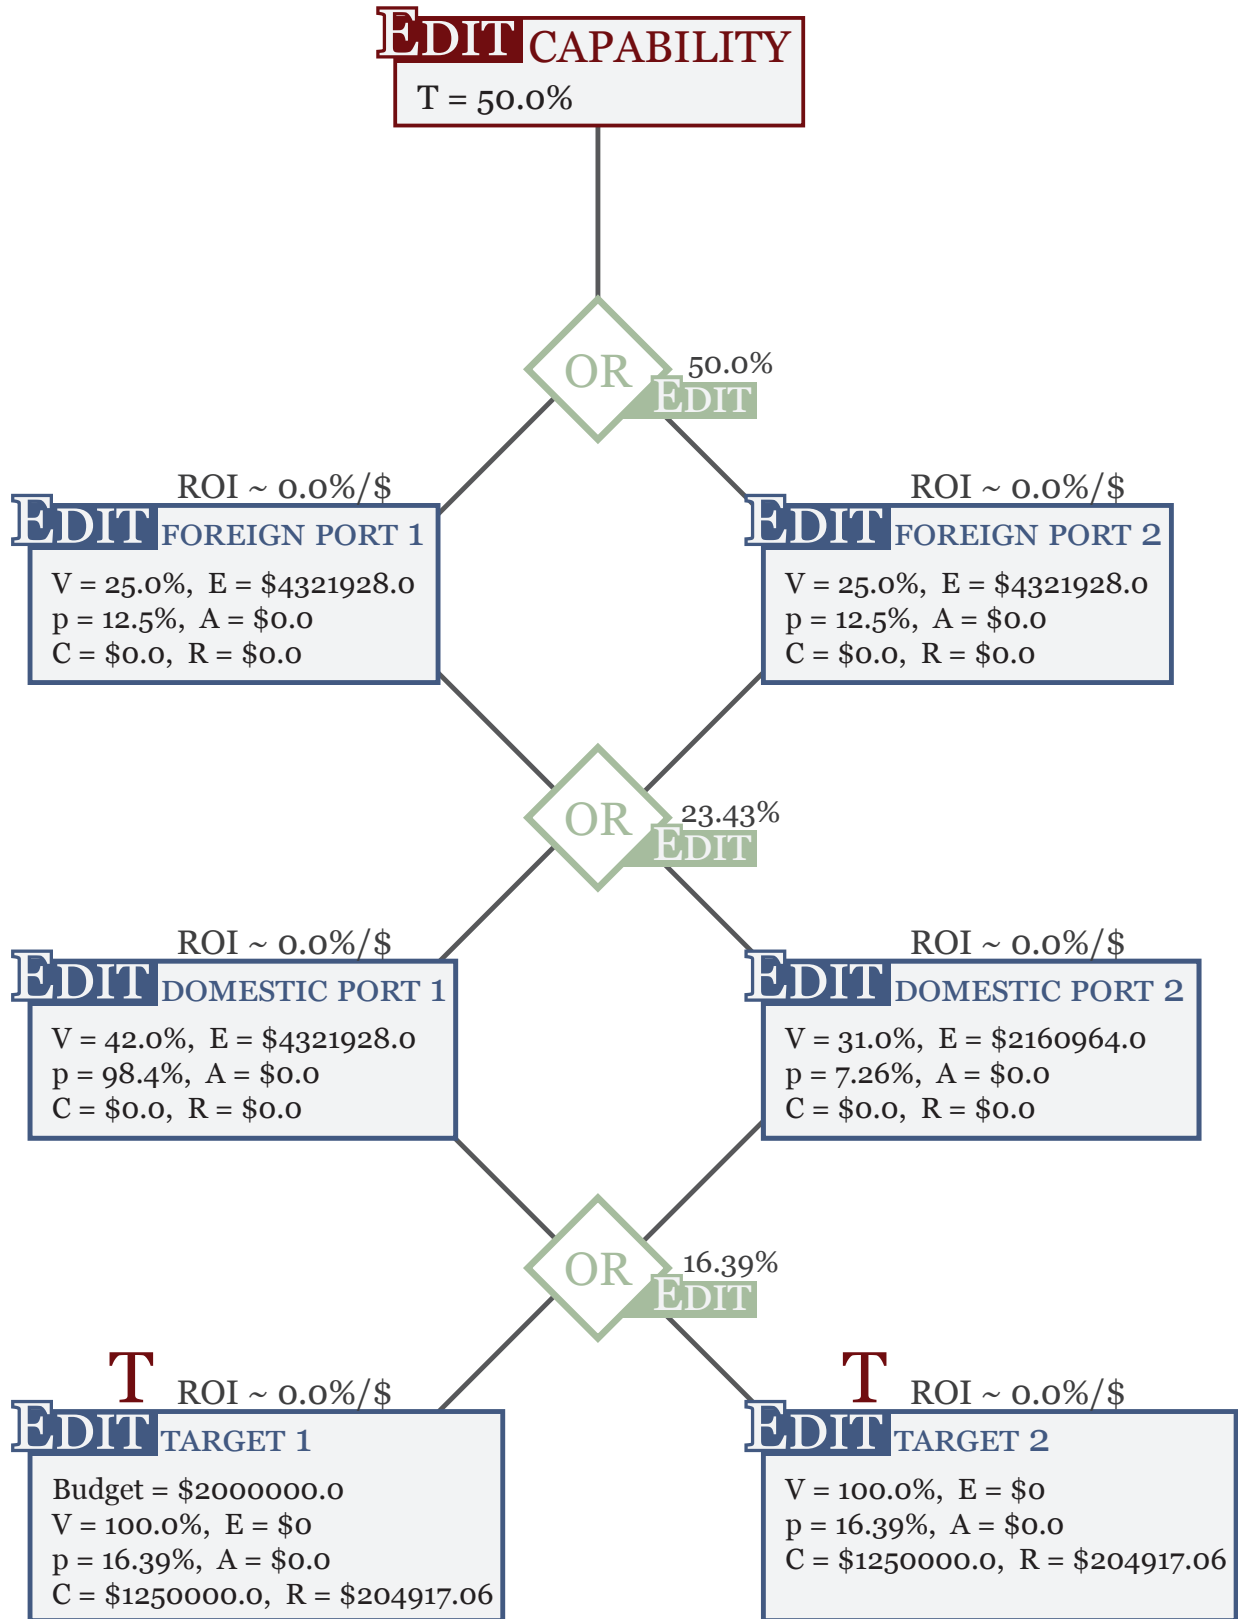 EDIT CAPABILITY
T = 50.0%
OR
50.0%
EDIT
ROI ~ 0.0%/$
EDIT FOREIGN PORT 1
V = 25.0%, E = $4321928.0
p = 12.5%, A = $0.0
C = $0.0, R = $0.0
ROI ~ 0.0%/$
EDIT FOREIGN PORT 2
V = 25.0%, E = $4321928.0
p = 12.5%, A = $0.0
C = $0.0, R = $0.0
OR
23.43%
EDIT
ROI ~ 0.0%/$
EDIT DOMESTIC PORT 1
V = 42.0%, E = $4321928.0
p = 98.4%, A = $0.0
C = $0.0, R = $0.0
ROI ~ 0.0%/$
EDIT DOMESTIC PORT 2
V = 31.0%, E = $2160964.0
p = 7.26%, A = $0.0
C = $0.0, R = $0.0
OR
16.39%
EDIT
T ROI ~ 0.0%/$
EDIT TARGET 1
Budget = $2000000.0
V = 100.0%, E = $0
p = 16.39%, A = $0.0
C = $1250000.0, R = $204917.06
T ROI ~ 0.0%/$
EDIT TARGET 2
V = 100.0%, E = $0
p = 16.39%, A = $0.0
C = $1250000.0, R = $204917.06